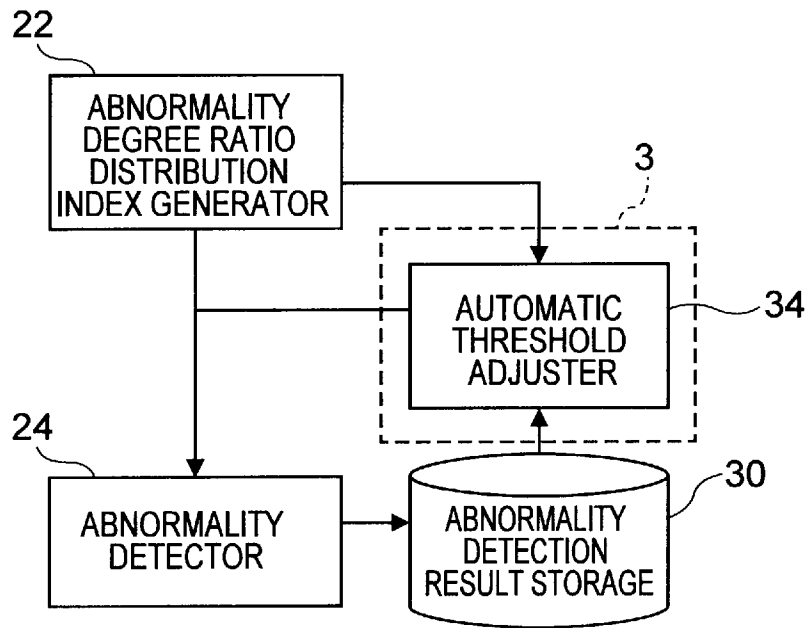 22
ABNORMALITY
DEGREE RATIO
DISTRIBUTION
INDEX GENERATOR
3
AUTOMATIC
THRESHOLD
ADJUSTER
34
24
ABNORMALITY
DETECTOR
30
ABNORMALITY
DETECTION
RESULT STORAGE